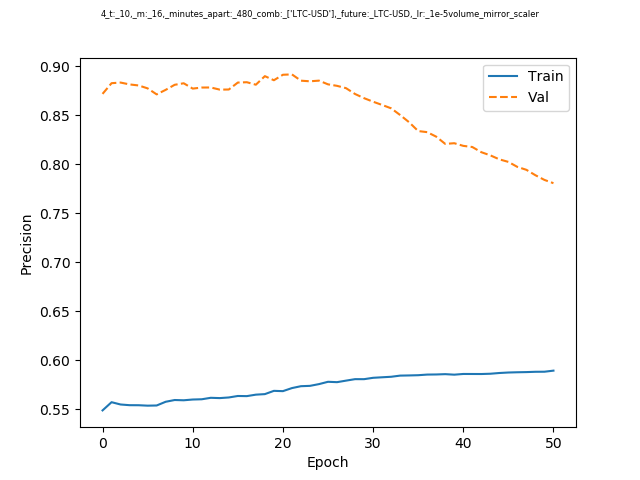 4_t:_10,_m:_16,_minutes_apart:_480_comb:_['LTC-USD'],_future:_LTC-USD,_lr:_1e-5volume_mirror_scaler
Train
Val
0.90
0.85
0.80
0.75
0.70
0.65
0.60
0.55
Precision
0 10 20 30 40 50
Epoch